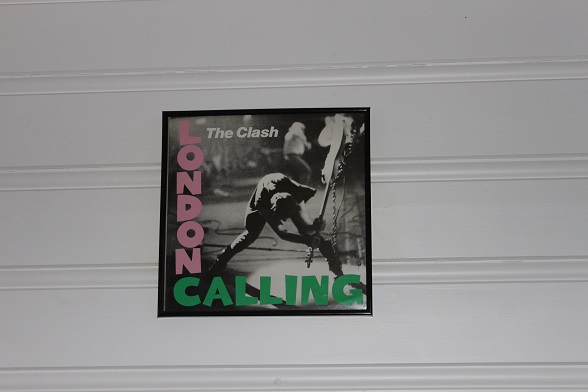 The Clash
LONDON
CALLING